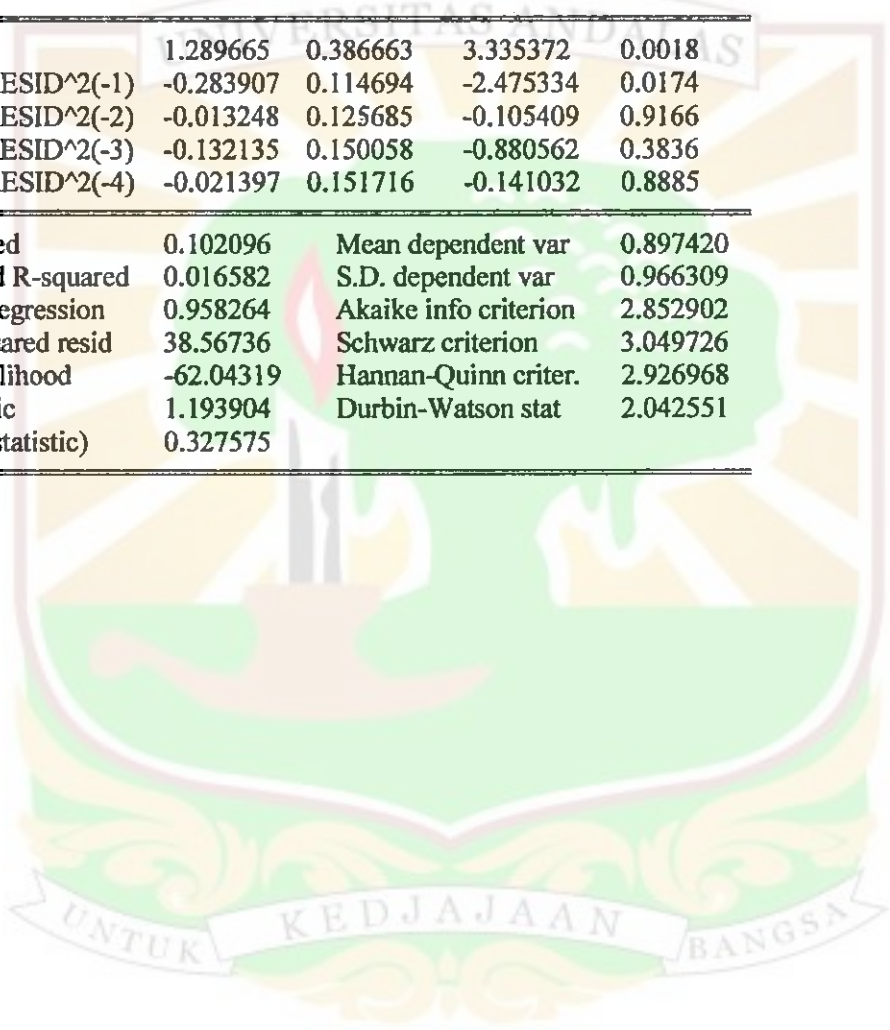 UNIVERSITAS ANDALAS
1.289665 0.386663 3.335372 0.0018
ESID^2(-1) -0.283907 0.114694 -2.475334 0.0174
ESID^2(-2) -0.013248 0.125685 -0.105409 0.9166
ESID^2(-3) -0.132135 0.150058 -0.880562 0.3836
ESID^2(-4) -0.021397 0.151716 -0.141032 0.8885
ed 0.102096 Mean dependent var 0.897420
d R-squared 0.016582 S.D. dependent var 0.966309
egression 0.958264 Akaike info criterion 2.852902
ared resid 38.56736 Schwarz criterion 3.049726
lihood -62.04319 Hannan-Quinn criter. 2.926968
ic 1.193904 Durbin-Watson stat 2.042551
statistic) 0.327575
UNTUK KEDJAJAAN BANGSA